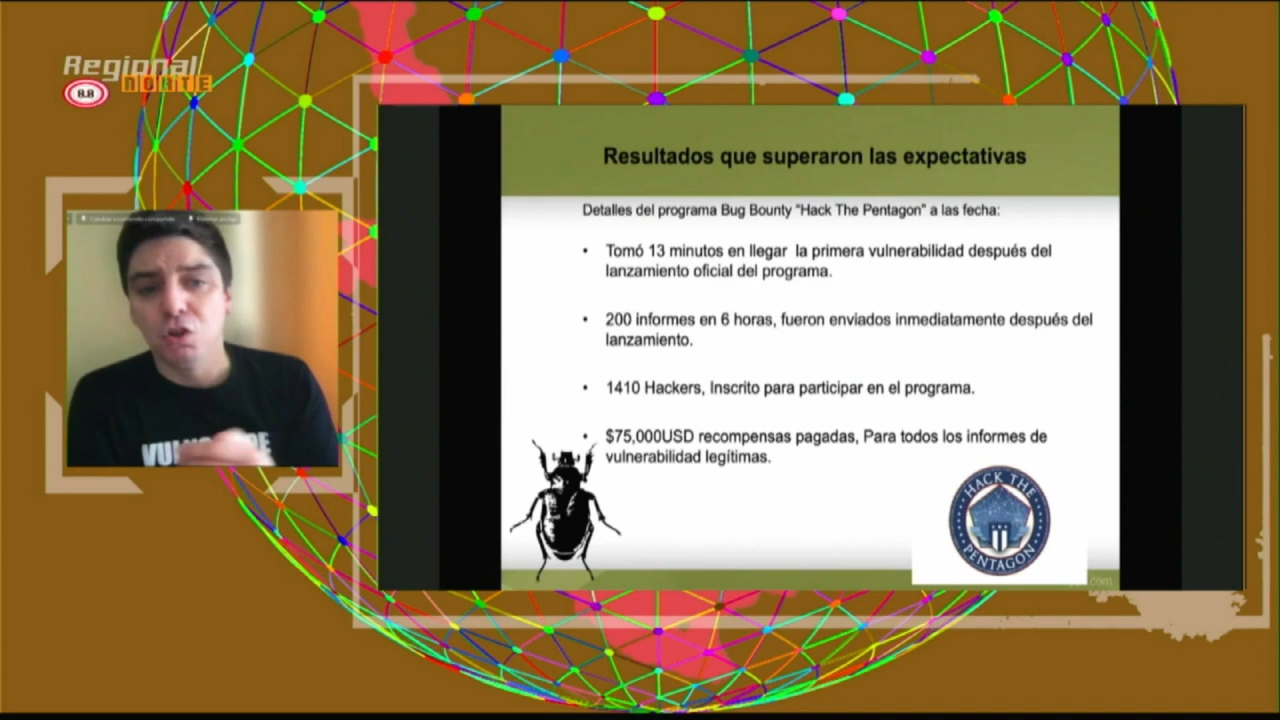 Regional
NORTE
8.8
Resultados que superaron las expectativas
Detalles del programa Bug Bounty "Hack The Pentagon" a las fecha:
• Tomó 13 minutos en llegar la primera vulnerabilidad después del
lanzamiento oficial del programa.
• 200 informes en 6 horas, fueron enviados inmediatamente después del
lanzamiento.
• 1410 Hackers, Inscrito para participar en el programa.
• $75,000USD recompensas pagadas, Para todos los informes de
vulnerabilidad legítimas.
HACK THE
PENTAGON
.com